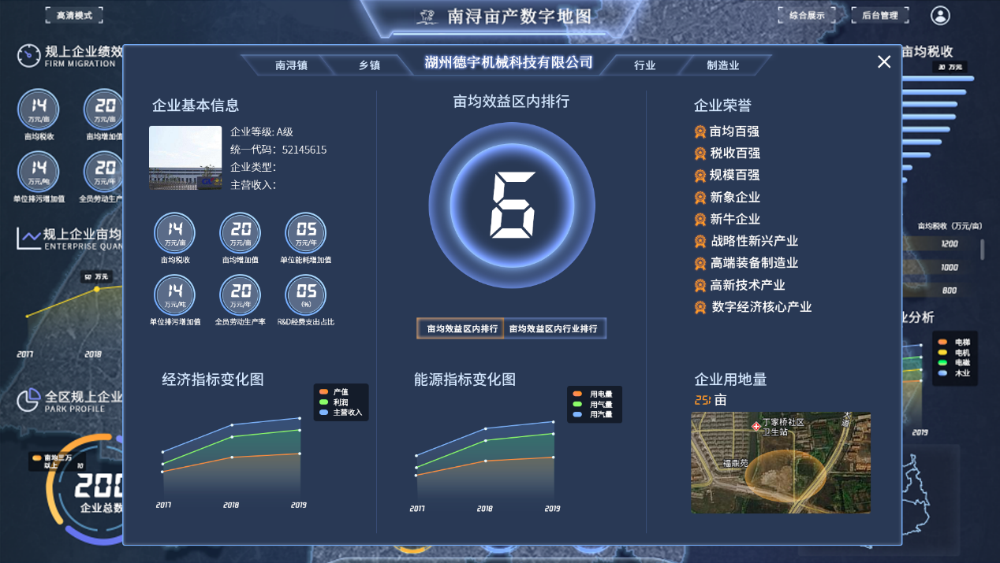 高清模式
南浔亩产数字地图
综合展示
后台管理
规上企业绩效
FIRM MIGRATION
14
万元/亩
亩均税收
20
万元/亩
亩均增加值
14
万元/吨
单位排污增加值
20
万元/年
全员劳动生产
规上企业亩均
ENTERPRISE QUAN
50 万元
2017
2018
全区规上企业
PARK PROFILE
亩均三万
以上
10
200
企业总数
南浔镇
乡镇
湖州德宇机械科技有限公司
行业
制造业
企业基本信息
企业等级: A级
统一代码: 52145615
企业类型:
主营收入:
14
万元/亩
亩均税收
20
万元/亩
亩均增加值
05
万元/年
单位能耗增加值
14
万元/吨
单位排污增加值
20
万元/年
全员劳动生产率
05
(%)
R&D经费支出占比
亩均效益区内排行
6
亩均效益区内排行
亩均效益区内行业排行
企业荣誉
亩均百强
税收百强
规模百强
新象企业
新牛企业
战略性新兴产业
高端装备制造业
高新技术产业
数字经济核心产业
经济指标变化图
产值
利润
主营收入
2017
2018
2019
能源指标变化图
用电量
用气量
用汽量
2017
2018
2019
企业用地量
251亩
丁家桥社区
卫生站
大
道
福鼎苑
亩均税收
30 万元
亩均税收 (万元/亩)
1200
1000
800
业分析
电梯
电机
电磁
木业
2019